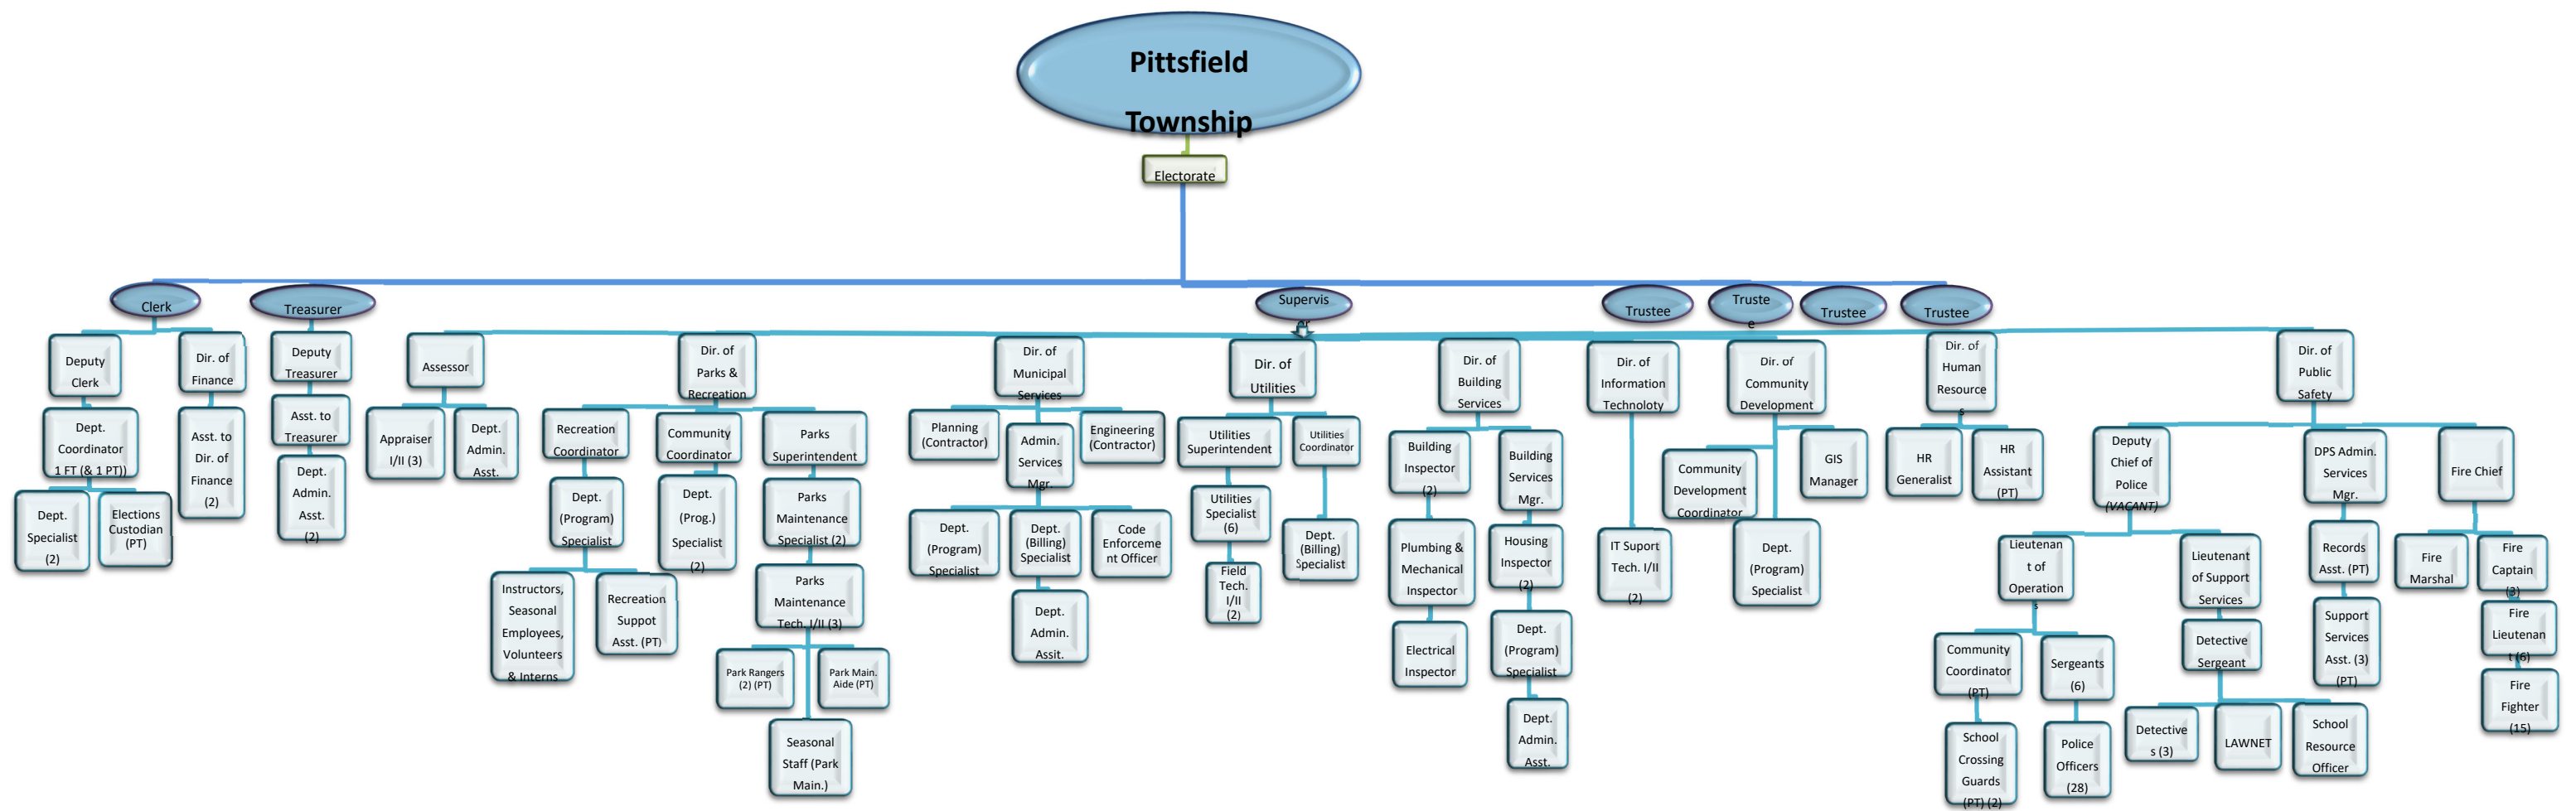 Pittsfield
Township
Electorate
Clerk
Treasurer
Supervis
or
Trustee
Truste
e
Trustee
Trustee
Deputy
Clerk
Dir. of
Finance
Deputy
Treasurer
Assessor
Dir. of
Parks &
Recreation
Dir. of
Municipal
Services
Dir. of
Utilities
Dir. of
Building
Services
Dir. of
Information
Technoloty
Dir. of
Community
Development
Dir. of
Human
Resource
s
Dir. of
Public
Safety
Dept.
Coordinator
1 FT (& 1 PT))
Asst. to
Dir. of
Finance
(2)
Asst. to
Treasurer
Appraiser
I/II (3)
Dept.
Admin.
Asst.
Recreation
Coordinator
Community
Coordinator
Parks
Superintendent
Planning
(Contractor)
Admin.
Services
Mgr.
Engineering
(Contractor)
Utilities
Superintendent
Utilities
Coordinator
Building
Inspector
(2)
Building
Services
Mgr.
Community
Development
Coordinator
GIS
Manager
HR
Generalist
HR
Assistant
(PT)
Deputy
Chief of
Police
(VACANT)
DPS Admin.
Services
Mgr.
Fire Chief
Dept.
Specialist
(2)
Elections
Custodian
(PT)
Dept.
Admin.
Asst.
(2)
Dept.
(Program)
Specialist
Dept.
(Prog.)
Specialist
(2)
Parks
Maintenance
Specialist (2)
Dept.
(Program)
Specialist
Dept.
(Billing)
Specialist
Code
Enforceme
nt Officer
Utilities
Specialist
(6)
Dept.
(Billing)
Specialist
Plumbing &
Mechanical
Inspector
Housing
Inspector
(2)
IT Suport
Tech. I/II
(2)
Dept.
(Program)
Specialist
Lieutenan
t of
Operation
s
Lieutenant
of Support
Services
Records
Asst. (PT)
Fire
Marshal
Fire
Captain
(3)
Instructors,
Seasonal
Employees,
Volunteers
& Interns
Recreation
Suppot
Asst. (PT)
Parks
Maintenance
Tech. I/II (3)
Dept.
Admin.
Assit.
Field
Tech.
I/II
(2)
Electrical
Inspector
Dept.
(Program)
Specialist
Community
Coordinator
(PT)
Sergeants
(6)
Detective
Sergeant
Support
Services
Asst. (3)
(PT)
Fire
Lieutenan
t (6)
Park Rangers
(2) (PT)
Park Main.
Aide (PT)
Seasonal
Staff (Park
Main.)
Dept.
Admin.
Asst.
School
Crossing
Guards
(PT) (2)
Police
Officers
(28)
Detective
s (3)
LAWNET
School
Resource
Officer
Fire
Fighter
(15)